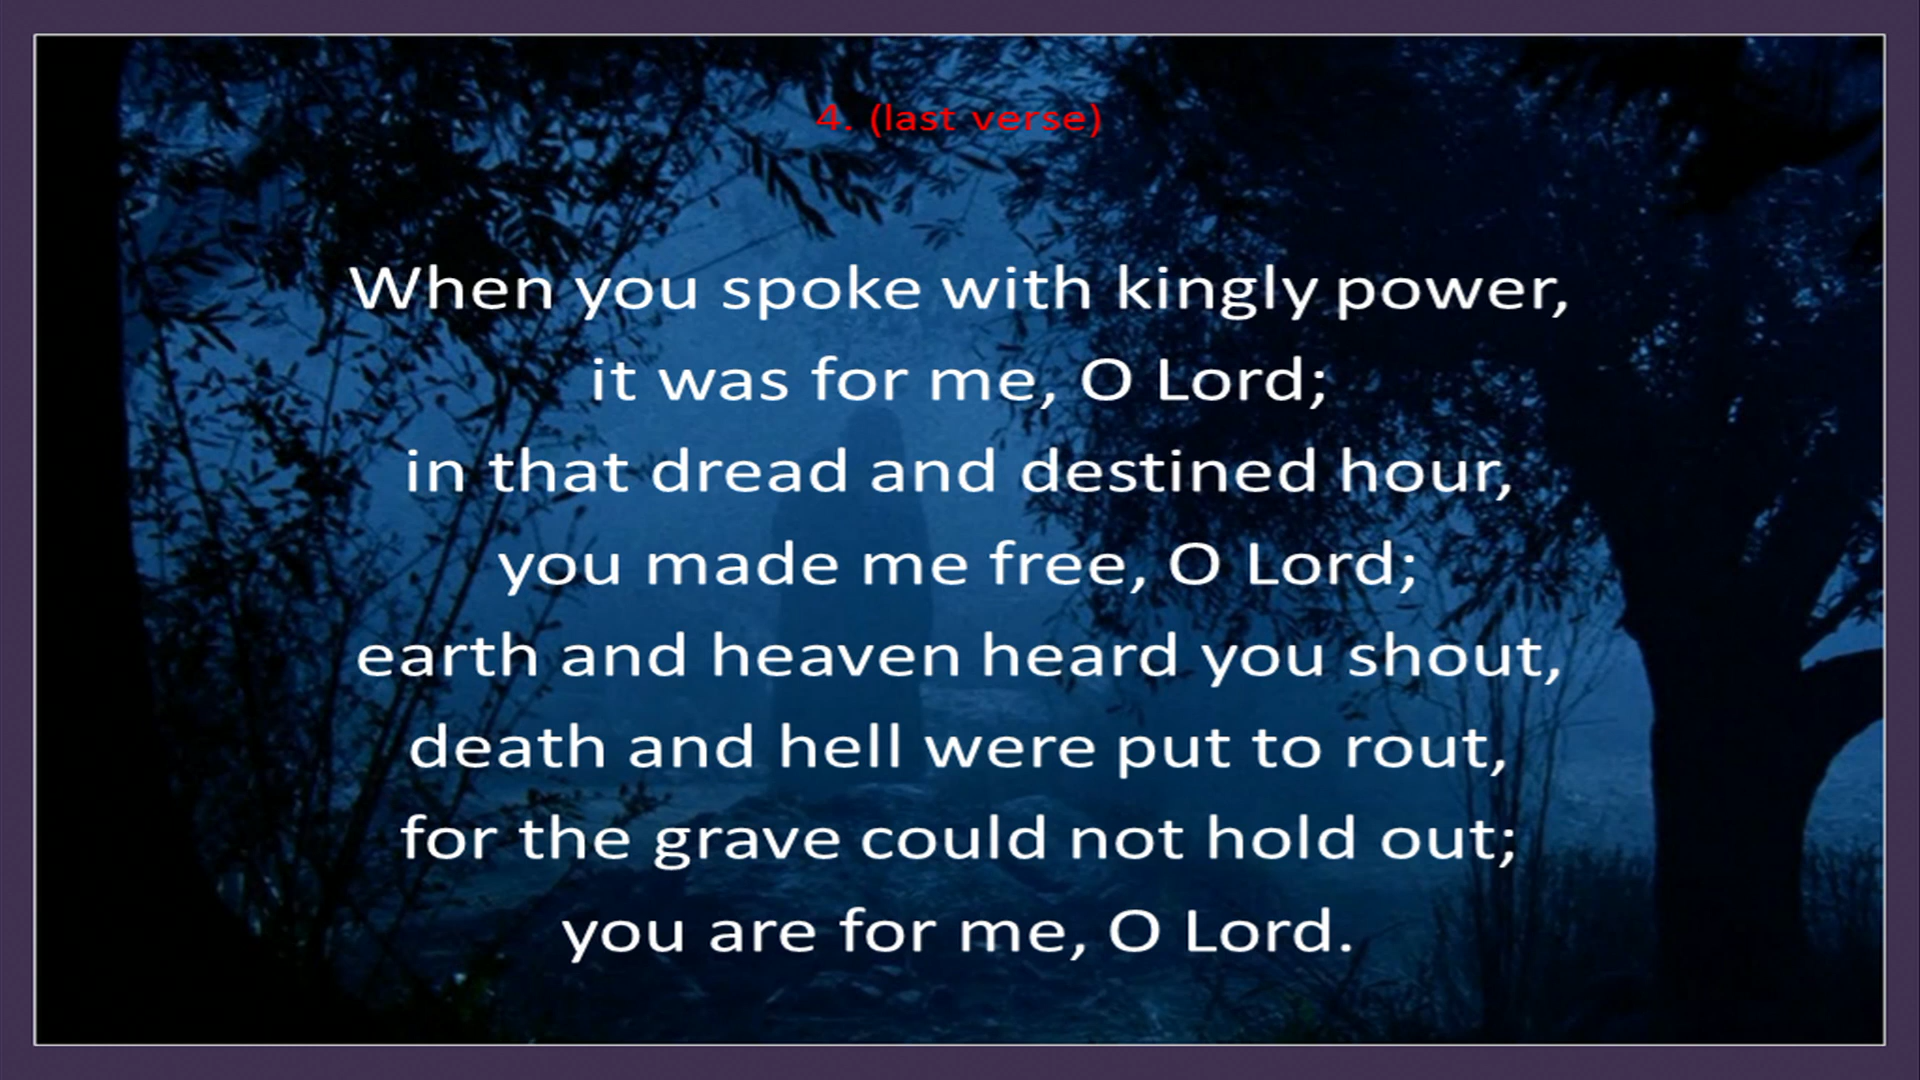 4. (last verse)
When you spoke with kingly power,
it was for me, O Lord;
in that dread and destined hour,
you made me free, O Lord;
earth and heaven heard you shout,
death and hell were put to rout,
for the grave could not hold out;
you are for me, O Lord.